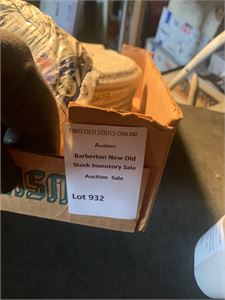 TWO OLD SOULS ONLINE
Auctions
Barberton New Old
Stock Inventory Sale
Auction Sale
Lot 932